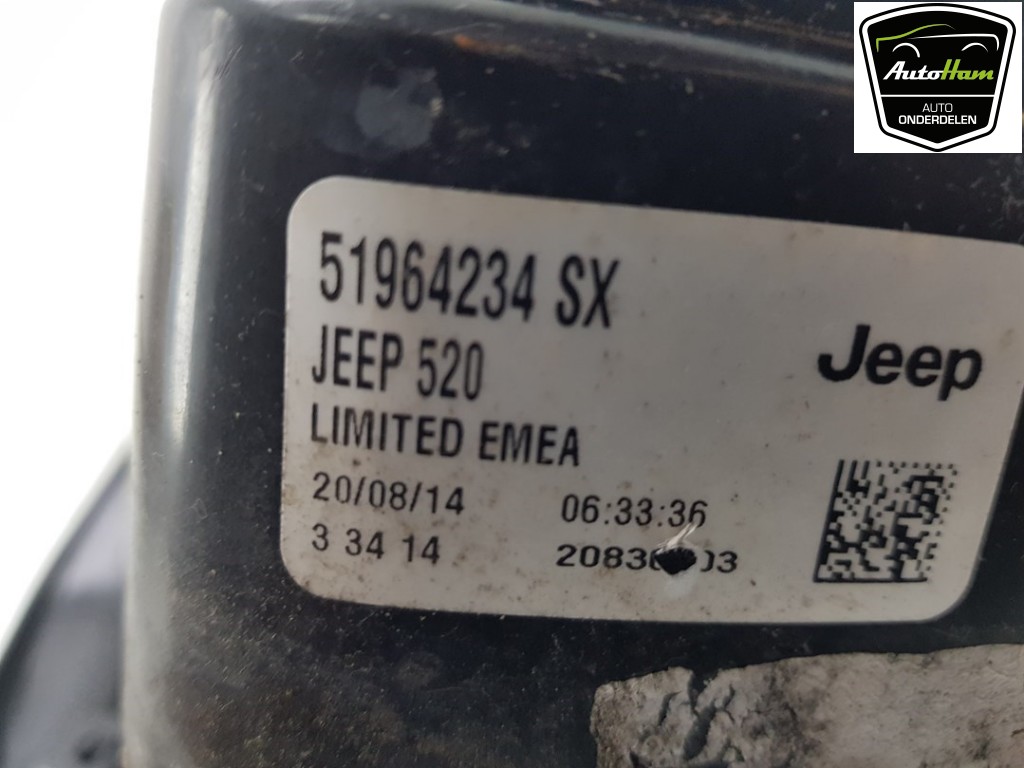 AutoHam
AUTO
ONDERDELEN
51964234 SX
JEEP 520
Jeep
LIMITED EMEA
20/08/14 06:33:36
3 34 14